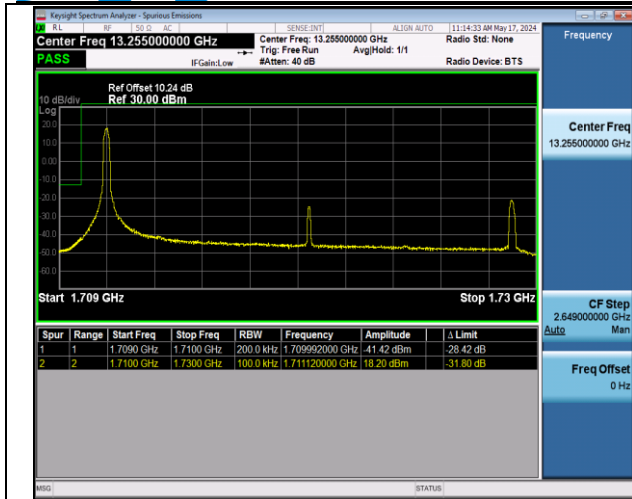 Keysight Spectrum Analyzer - Spurious Emissions
RL RF 50 Ω AC SENSE:INT ALIGN AUTO 11:14:33 AM May 17, 2024
Center Freq 13.255000000 GHz Center Freq: 13.255000000 GHz Radio Std: None Frequency
Trig: Free Run Avg|Hold: 1/1
PASS IFGain:Low #Atten: 40 dB Radio Device: BTS
Ref Offset 10.24 dB
10 dB/div Ref 30.00 dBm
Log
20.0
10.0
0.00
-10.0
-20.0
-30.0
-40.0
-50.0
-60.0
Start 1.709 GHz Stop 1.73 GHz
Spur Range Start Freq Stop Freq RBW Frequency Amplitude Δ Limit
1 1 1.7090 GHz 1.7100 GHz 200.0 kHz 1.709992000 GHz -41.42 dBm -28.42 dB
2 2 1.7100 GHz 1.7300 GHz 100.0 kHz 1.711120000 GHz 18.20 dBm -31.80 dB
Center Freq
13.255000000 GHz
CF Step
2.649000000 GHz
Auto Man
Freq Offset
0 Hz
MSG STATUS